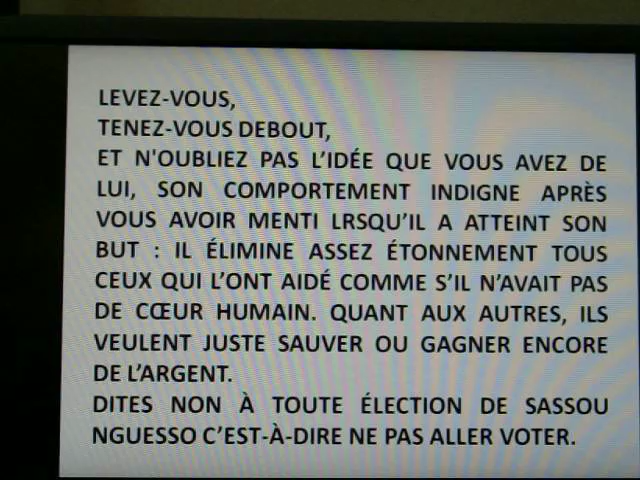 LEVEZ-VOUS,
TENEZ-VOUS DEBOUT,
ET N'OUBLIEZ PAS L’IDÉE QUE VOUS AVEZ DE
LUI, SON COMPORTEMENT INDIGNE APRÈS
VOUS AVOIR MENTI LRSQU’IL A ATTEINT SON
BUT : IL ÉLIMINE ASSEZ ÉTONNEMENT TOUS
CEUX QUI L’ONT AIDÉ COMME S’IL N’AVAIT PAS
DE CŒUR HUMAIN. QUANT AUX AUTRES, ILS
VEULENT JUSTE SAUVER OU GAGNER ENCORE
DE L’ARGENT.
DITES NON À TOUTE ÉLECTION DE SASSOU
NGUESSO C’EST-À-DIRE NE PAS ALLER VOTER.